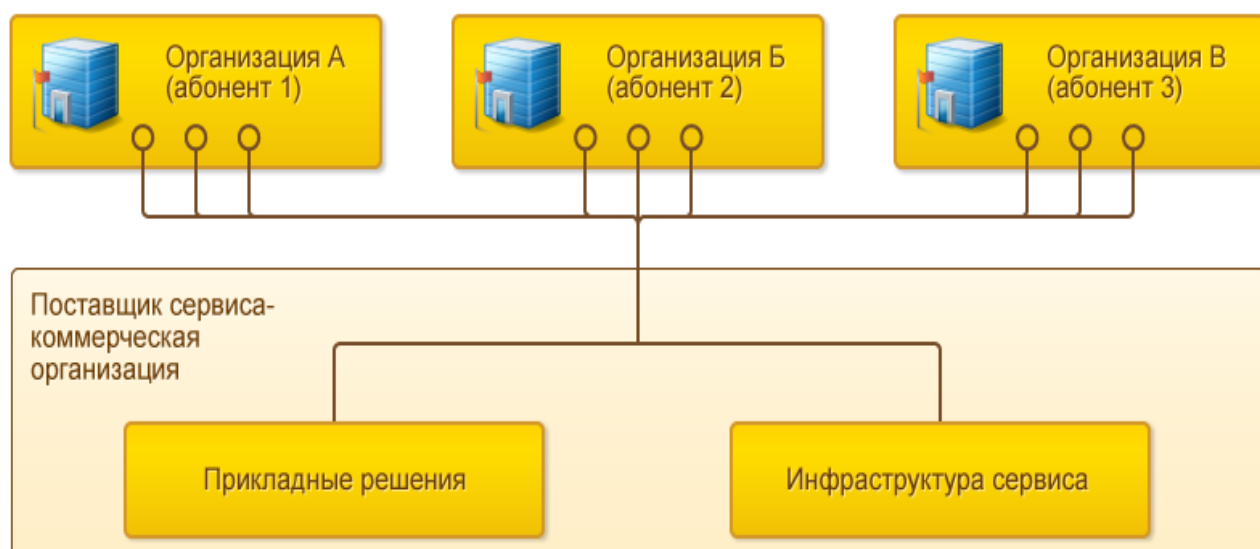 Организация А
(абонент 1)
Организация Б
(абонент 2)
Организация В
(абонент 3)
Поставщик сервиса-
коммерческая
организация
Прикладные решения
Инфраструктура сервиса